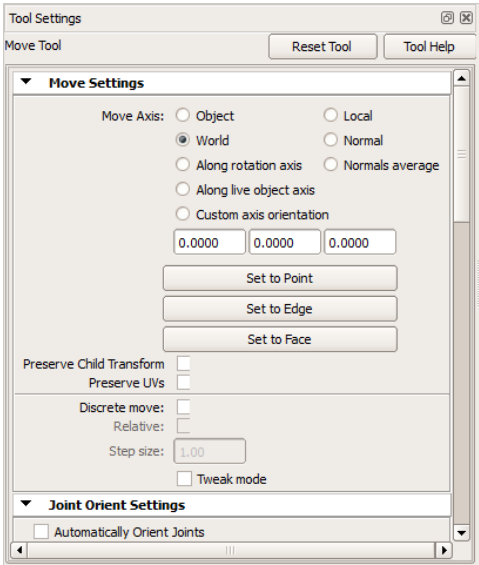 Tool Settings
Move Tool Reset Tool Tool Help
Move Settings
Move Axis: Object Local
World Normal
Along rotation axis Normals average
Along live object axis
Custom axis orientation
0.0000 0.0000 0.0000
Set to Point
Set to Edge
Set to Face
Preserve Child Transform
Preserve UVs
Discrete move:
Relative:
Step size: 1.00
Tweak mode
Joint Orient Settings
Automatically Orient Joints